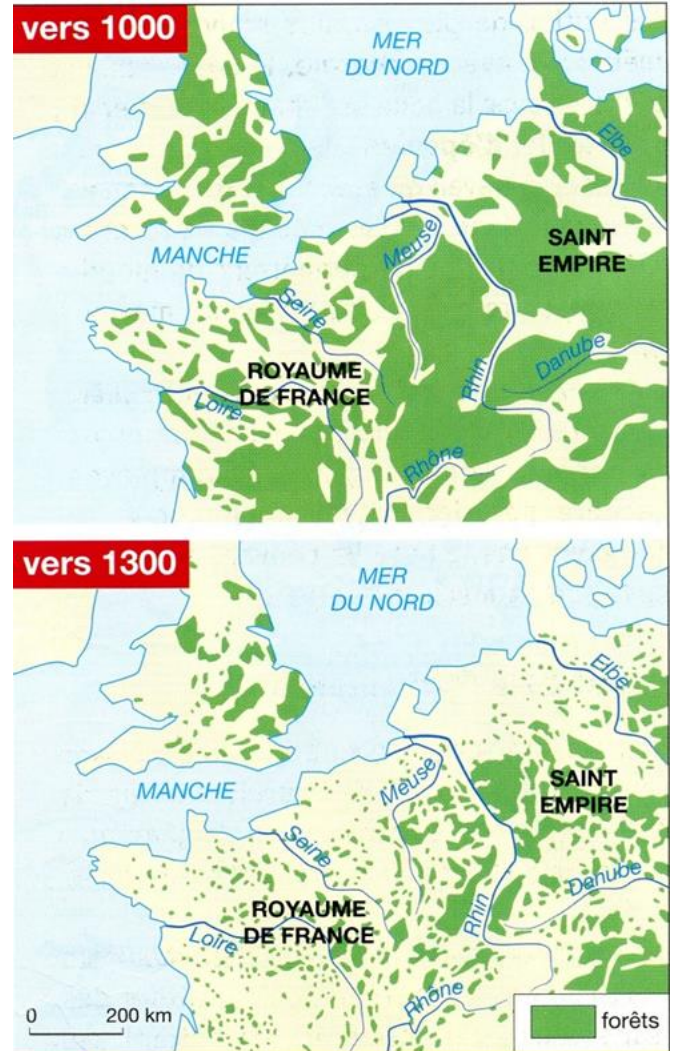 vers 1000
MER
DU NORD
Elbe
MANCHE
Meuse
SAINT
EMPIRE
Seine
Danube
ROYAUME
DE FRANCE
Rhin
Loire
Rhône
vers 1300
MER
DU NORD
Elbe
Meuse
MANCHE
SAINT
EMPIRE
Seine
Danube
ROYAUME
DE FRANCE
Rhin
Loire
Rhône
0 200 km
forêts